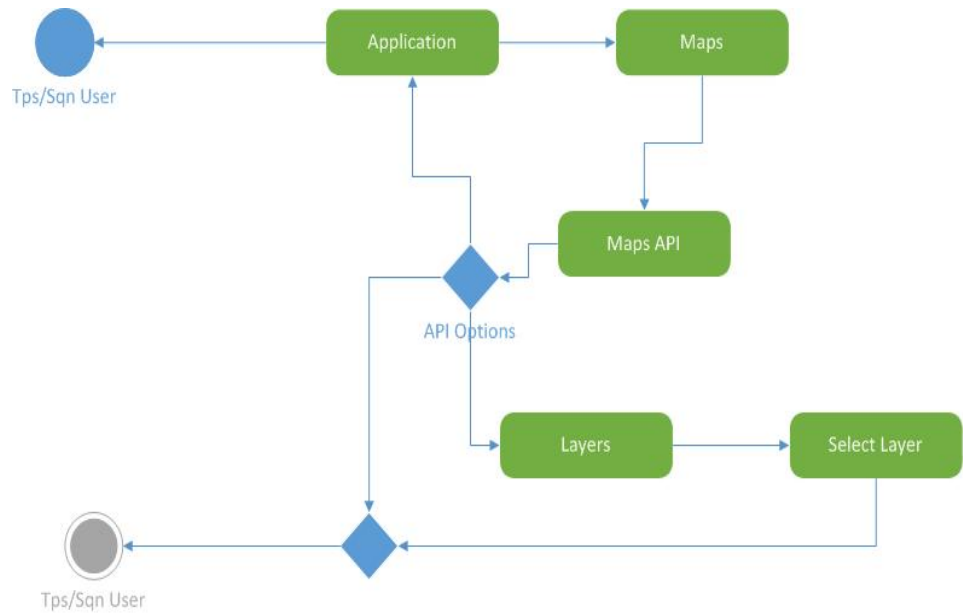 Application
Maps
Tps/Sqn User
Maps API
API Options
Layers
Select Layer
Tps/Sqn User